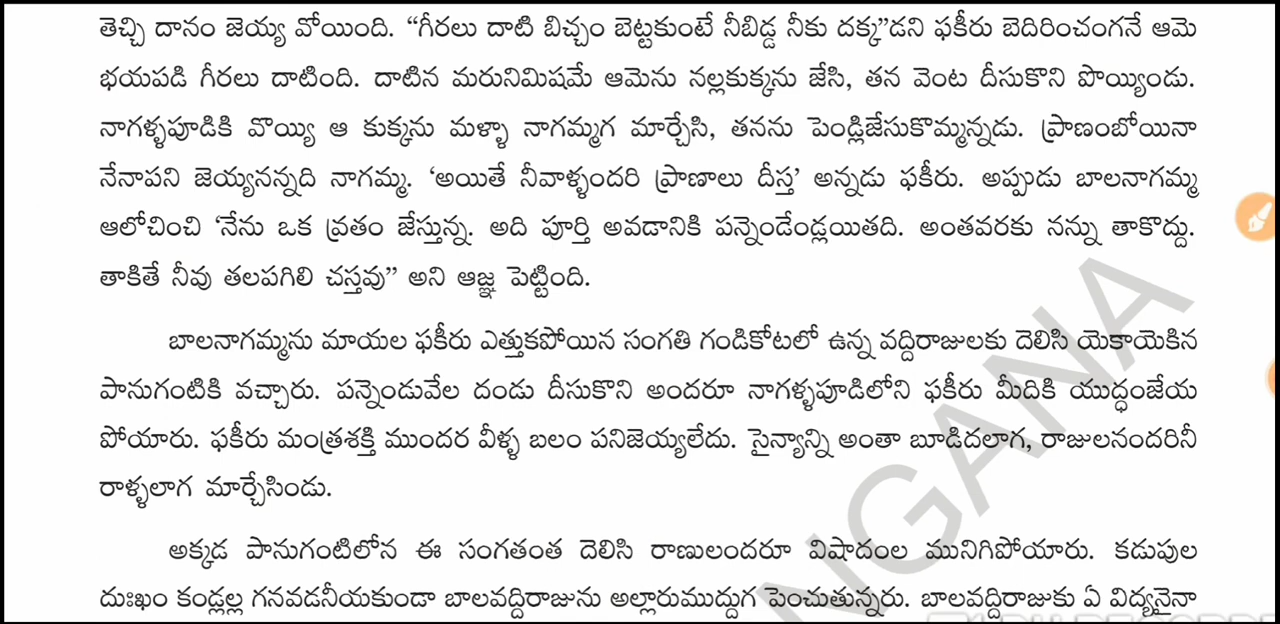 తెచ్చి దానం జెయ్య వోయింది. “గీరలు దాటి బిచ్చం బెట్టకుంటే నీబిడ్డ నీకు దక్క”డని ఫకీరు బెదిరించంగనే ఆమె
భయపడి గీరలు దాటింది. దాటిన మరునిమిషమే ఆమెను నల్లకుక్కను జేసి, తన వెంట దీసుకొని పొయ్యిండు.
నాగళ్ళపూడికి వొయ్యి ఆ కుక్కను మళ్ళా నాగమ్మగ మార్చేసి, తనను పెండ్లిజేసుకొమ్మన్నడు. ప్రాణంబోయినా
నేనాపని జెయ్యనన్నది నాగమ్మ. ‘అయితే నీవాళ్ళందరి ప్రాణాలు దీస్త’ అన్నడు ఫకీరు. అప్పుడు బాలనాగమ్మ
ఆలోచించి ‘నేను ఒక వ్రతం జేస్తున్న. అది పూర్తి అవడానికి పన్నెండేండ్లయితది. అంతవరకు నన్ను తాకొద్దు.
తాకితే నీవు తలపగిలి చస్తవు” అని ఆజ్ఞ పెట్టింది.
బాలనాగమ్మను మాయల ఫకీరు ఎత్తుకపోయిన సంగతి గండికోటలో ఉన్న వద్దిరాజులకు దెలిసి యెకాయెకిన
పానుగంటికి వచ్చారు. పన్నెండువేల దండు దీసుకొని అందరూ నాగళ్ళపూడిలోని ఫకీరు మీదికి యుద్ధంజేయ
పోయారు. ఫకీరు మంత్రశక్తి ముందర వీళ్ళ బలం పనిజెయ్యలేదు. సైన్యాన్ని అంతా బూడిదలాగ, రాజులనందరినీ
రాళ్ళలాగ మార్చేసిండు.
అక్కడ పానుగంటిలోన ఈ సంగతంత దెలిసి రాణులందరూ విషాదంల మునిగిపోయారు. కడుపుల
దుఃఖం కండ్లల్ల గనవడనీయకుండా బాలవద్దిరాజును అల్లారుముద్దుగ పెంచుతున్నరు. బాలవద్దిరాజుకు ఏ విద్యనైనా
NGANA